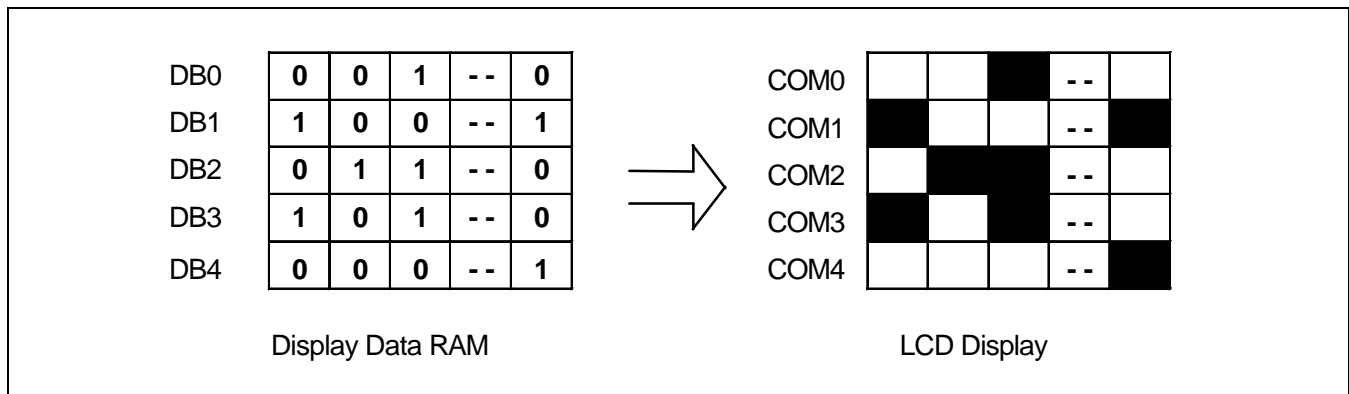 DB0 0 0 1 - - 0 COM0 - -
DB1 1 0 0 - - 1 COM1 - -
DB2 0 1 1 - - 0 COM2 - -
DB3 1 0 1 - - 0 COM3 - -
DB4 0 0 0 - - 1 COM4 - -
Display Data RAM LCD Display